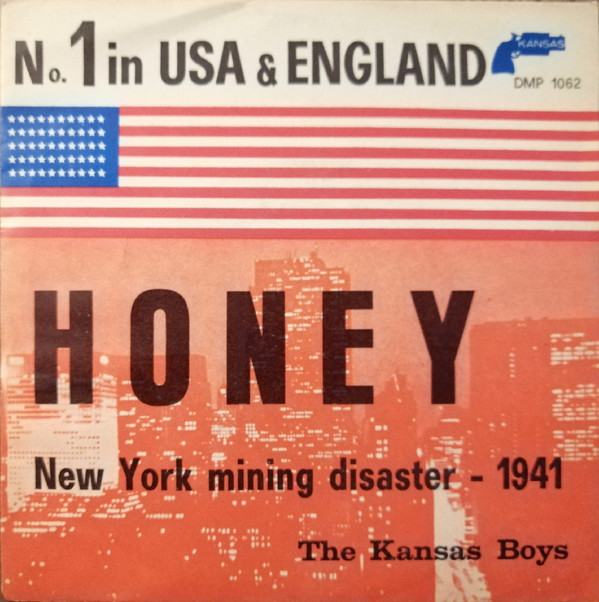 No. 1 in USA & ENGLAND
KANSAS
DMP 1062
HONEY
New York mining disaster - 1941
The Kansas Boys